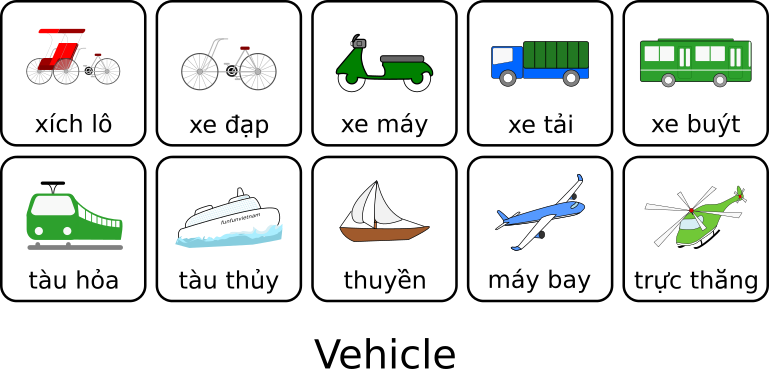 xích lô
xe đạp
xe máy
xe tải
xe buýt
funfunvietnam
tàu hỏa
tàu thủy
thuyền
máy bay
trực thăng
Vehicle